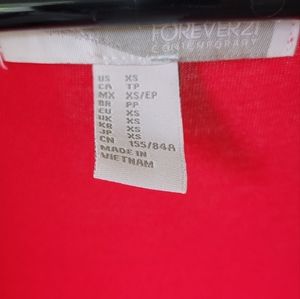 FOREVER21
CONTEMPORARY
US XS
CA TP
MX XS/EP
BR PP
EU XS
UK XS
KR XS
JP XS
CN 155/84A
MADE IN
VIETNAM